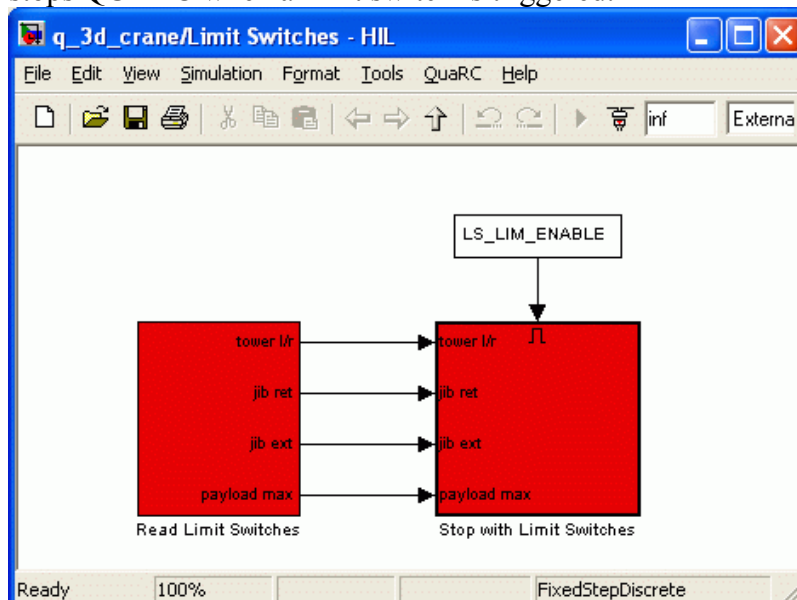 q_3d_crane/Limit Switches - HIL
File Edit View Simulation Format Tools QuaRC Help
inf Externa
LS_LIM_ENABLE
tower l/r tower l/r
jib ret jib ret
jib ext jib ext
payload max payload max
Read Limit Switches Stop with Limit Switches
Ready 100% FixedStepDiscrete